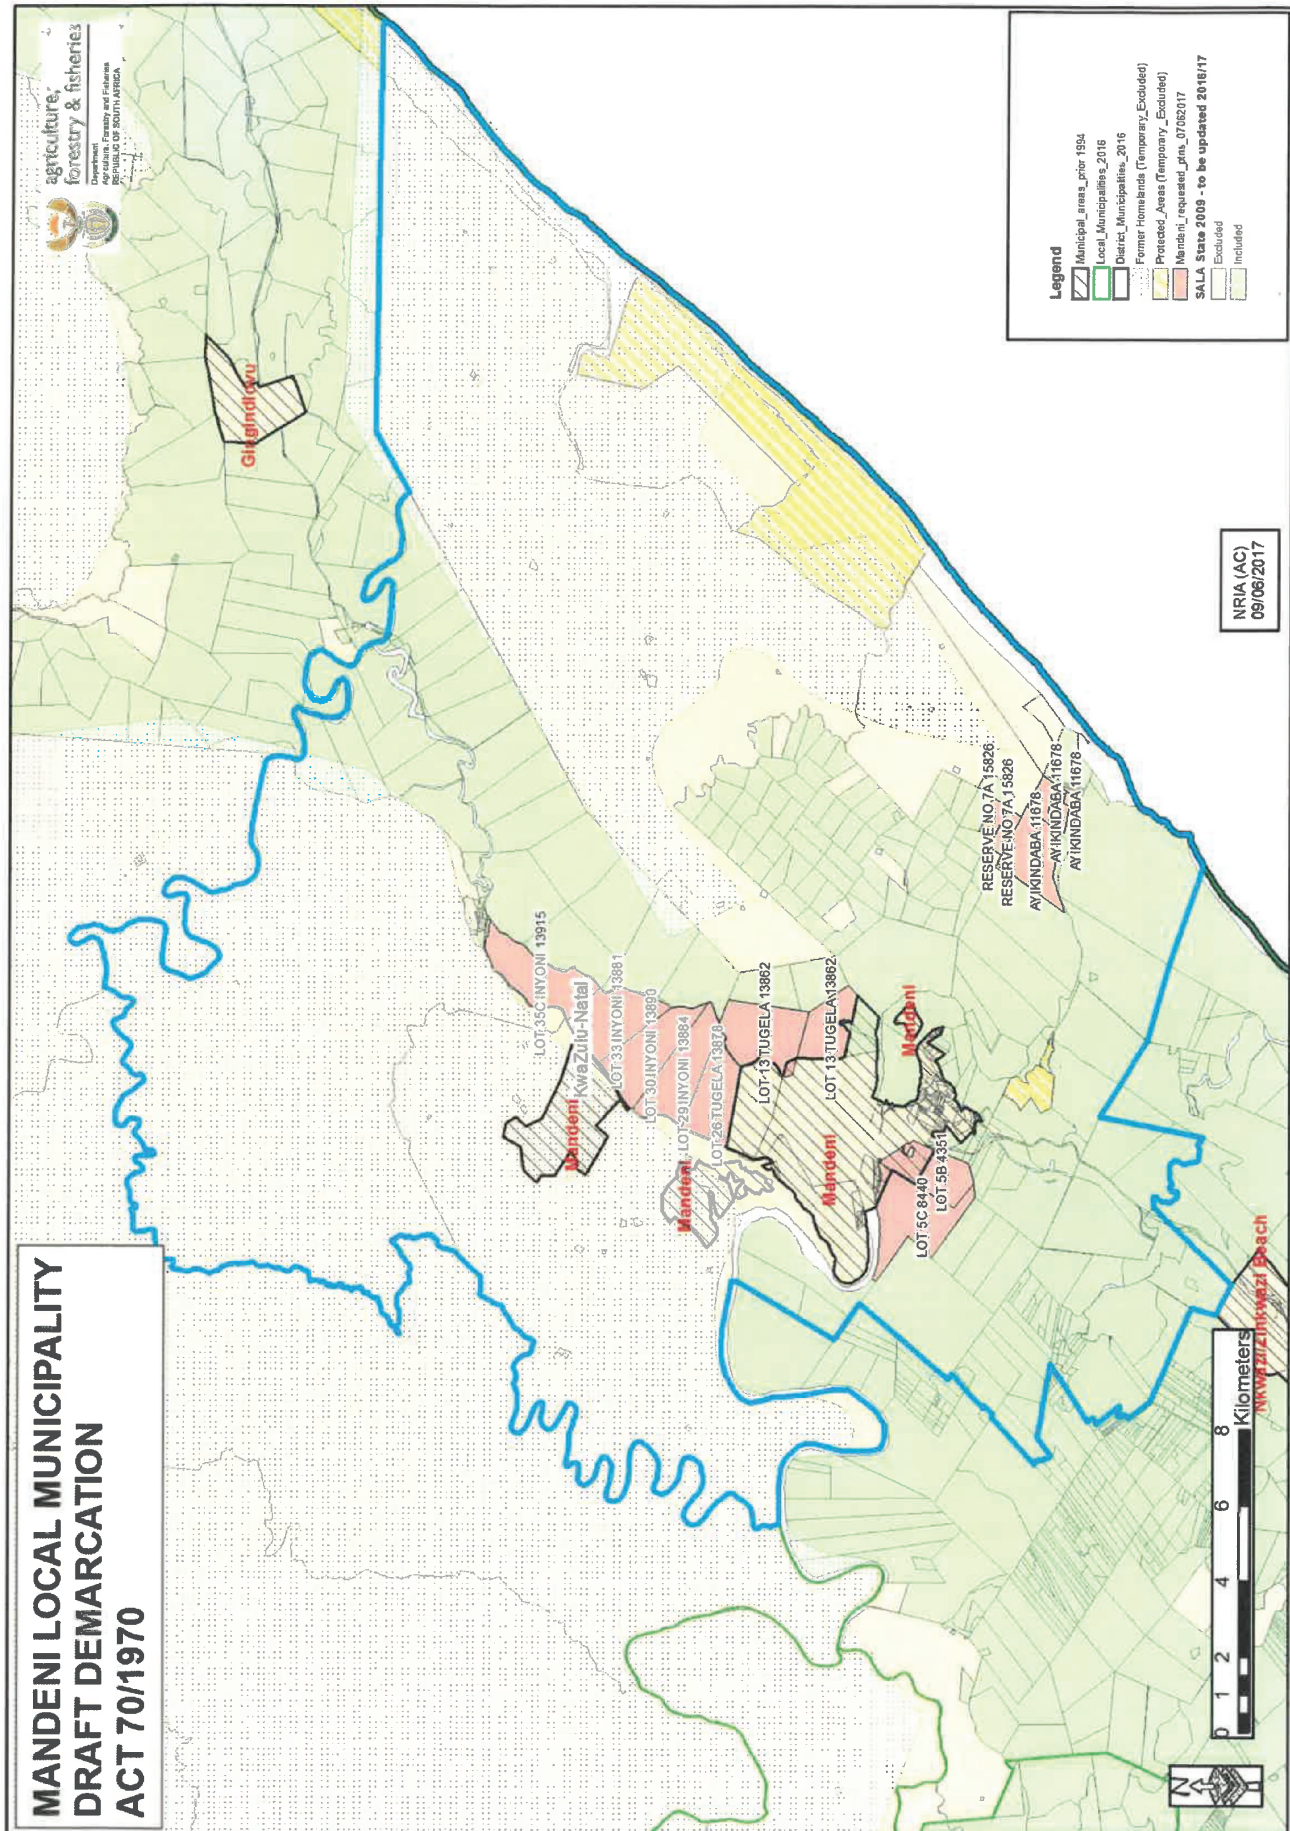 MANDENI LOCAL MUNICIPALITY
DRAFT DEMARCATION
ACT 70/1970
agriculture,
forestry & fisheries
Department
Agriculture, Forestry and Fisheries
REPUBLIC OF SOUTH AFRICA
Gingindlovu
LOT 35C INYONI 13915
KwaZulu-Natal
Mandeni
LOT 33 INYONI 13881
LOT 30 INYONI 13890
LOT 29 INYONI 13884
Mandeni
LOT 26 TUGELA 13878
LOT 13 TUGELA 13862
LOT 13 TUGELA 13862
Mandeni
Mandeni
LOT 5C 8440
LOT 5B 4351
RESERVE NO 7A 15826
RESERVE NO 7A 15826
AYIKINDABA 11678
AYIKINDABA 11678
AYIKINDABA 11678
Nkwazi/Zinkwazi Beach
N
0 1 2 4 6 8
Kilometers
NRIA (AC)
09/06/2017
Legend
Municipal_areas_prior 1994
Local_Municipalities_2016
District_Municipalities_2016
Former Homelands (Temporary_Excluded)
Protected_Areas (Temporary_Excluded)
Mandeni_requested_ptns_07062017
SALA State 2009 - to be updated 2016/17
Excluded
Included